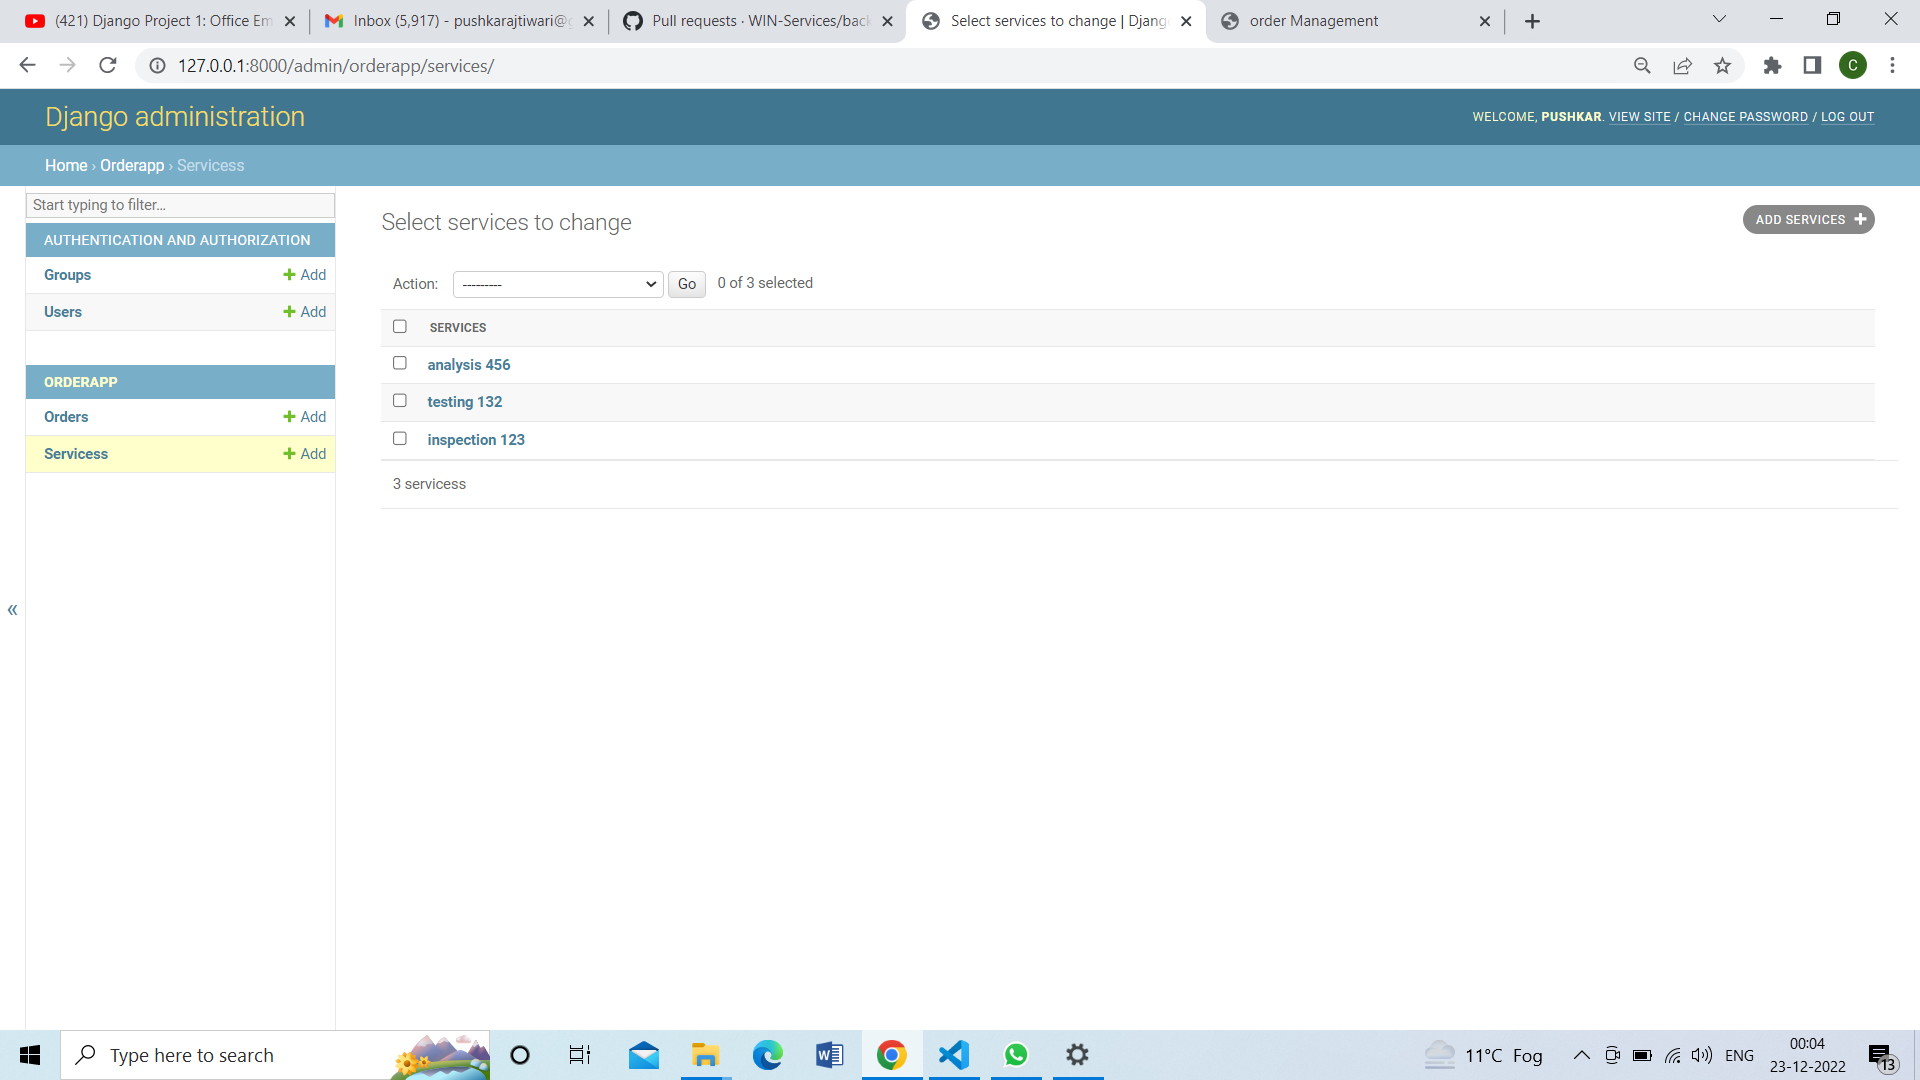 (421) Django Project 1: Office Em
Inbox (5,917) - pushkarajtiwari@g
Pull requests · WIN-Services/back
Select services to change | Djang
order Management
127.0.0.1:8000/admin/orderapp/services/
C
Django administration
WELCOME, PUSHKAR. VIEW SITE / CHANGE PASSWORD / LOG OUT
Home › Orderapp › Servicess
Start typing to filter...
AUTHENTICATION AND AUTHORIZATION
Groups + Add
Users + Add
ORDERAPP
Orders + Add
Servicess + Add
«
Select services to change
ADD SERVICES +
Action: --------- Go 0 of 3 selected
SERVICES
analysis 456
testing 132
inspection 123
3 servicess
Type here to search
11°C Fog
ENG
00:04
23-12-2022
13